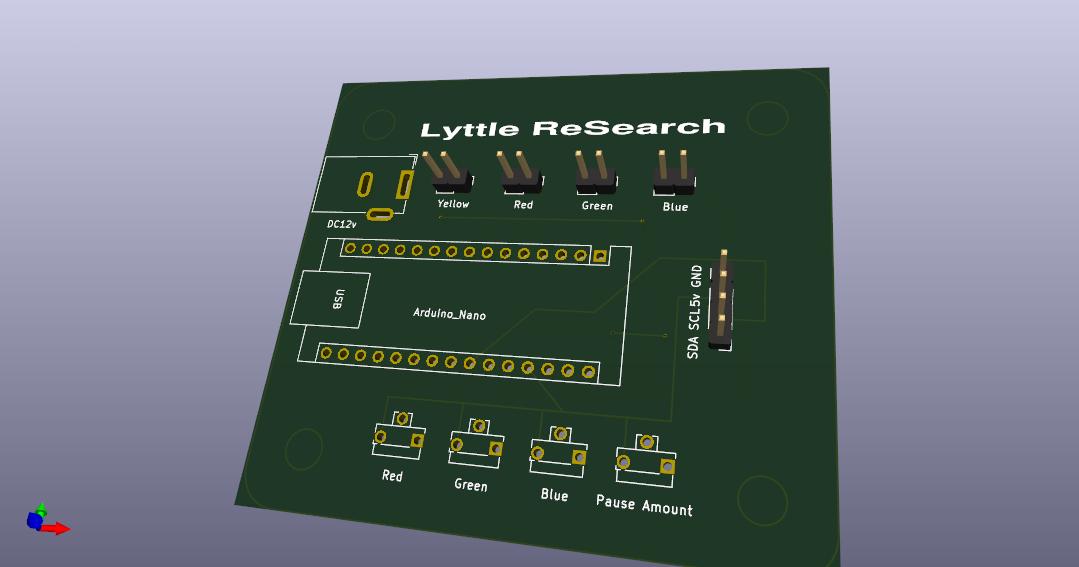 Lyttle ReSearch
Yellow
Red
Green
Blue
DC12v
USB
Arduino_Nano
SDA SCL5v GND
Red
Green
Blue
Pause Amount